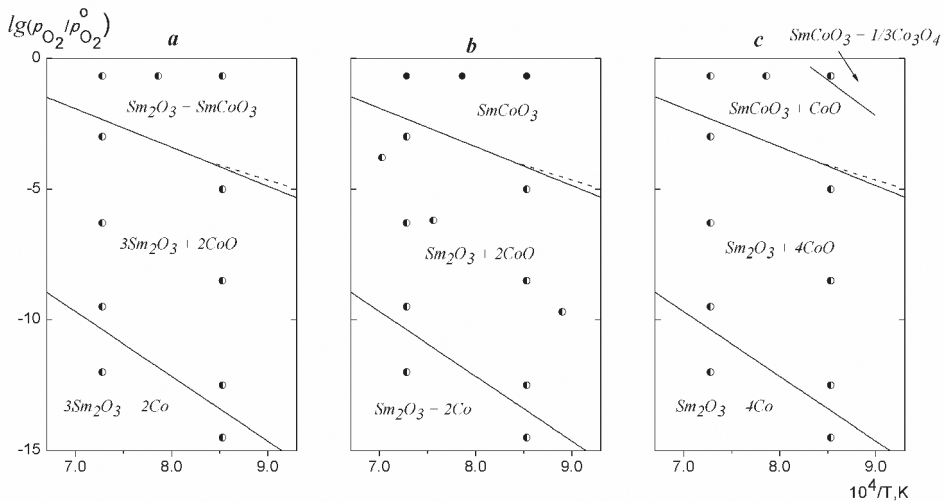 lg(pO2/pºO2)
a
b
c
SmCoO3 – 1/3Co3O4
0
-5
-10
-15
Sm2O3 – SmCoO3
3Sm2O3 + 2CoO
3Sm2O3 2Co
SmCoO3
Sm2O3 + 2CoO
Sm2O3 – 2Co
SmCoO3 + CoO
Sm2O3 + 4CoO
Sm2O3 4Co
7.0 8.0 9.0
7.0 8.0 9.0
7.0 8.0 9.0
10^4/T,K